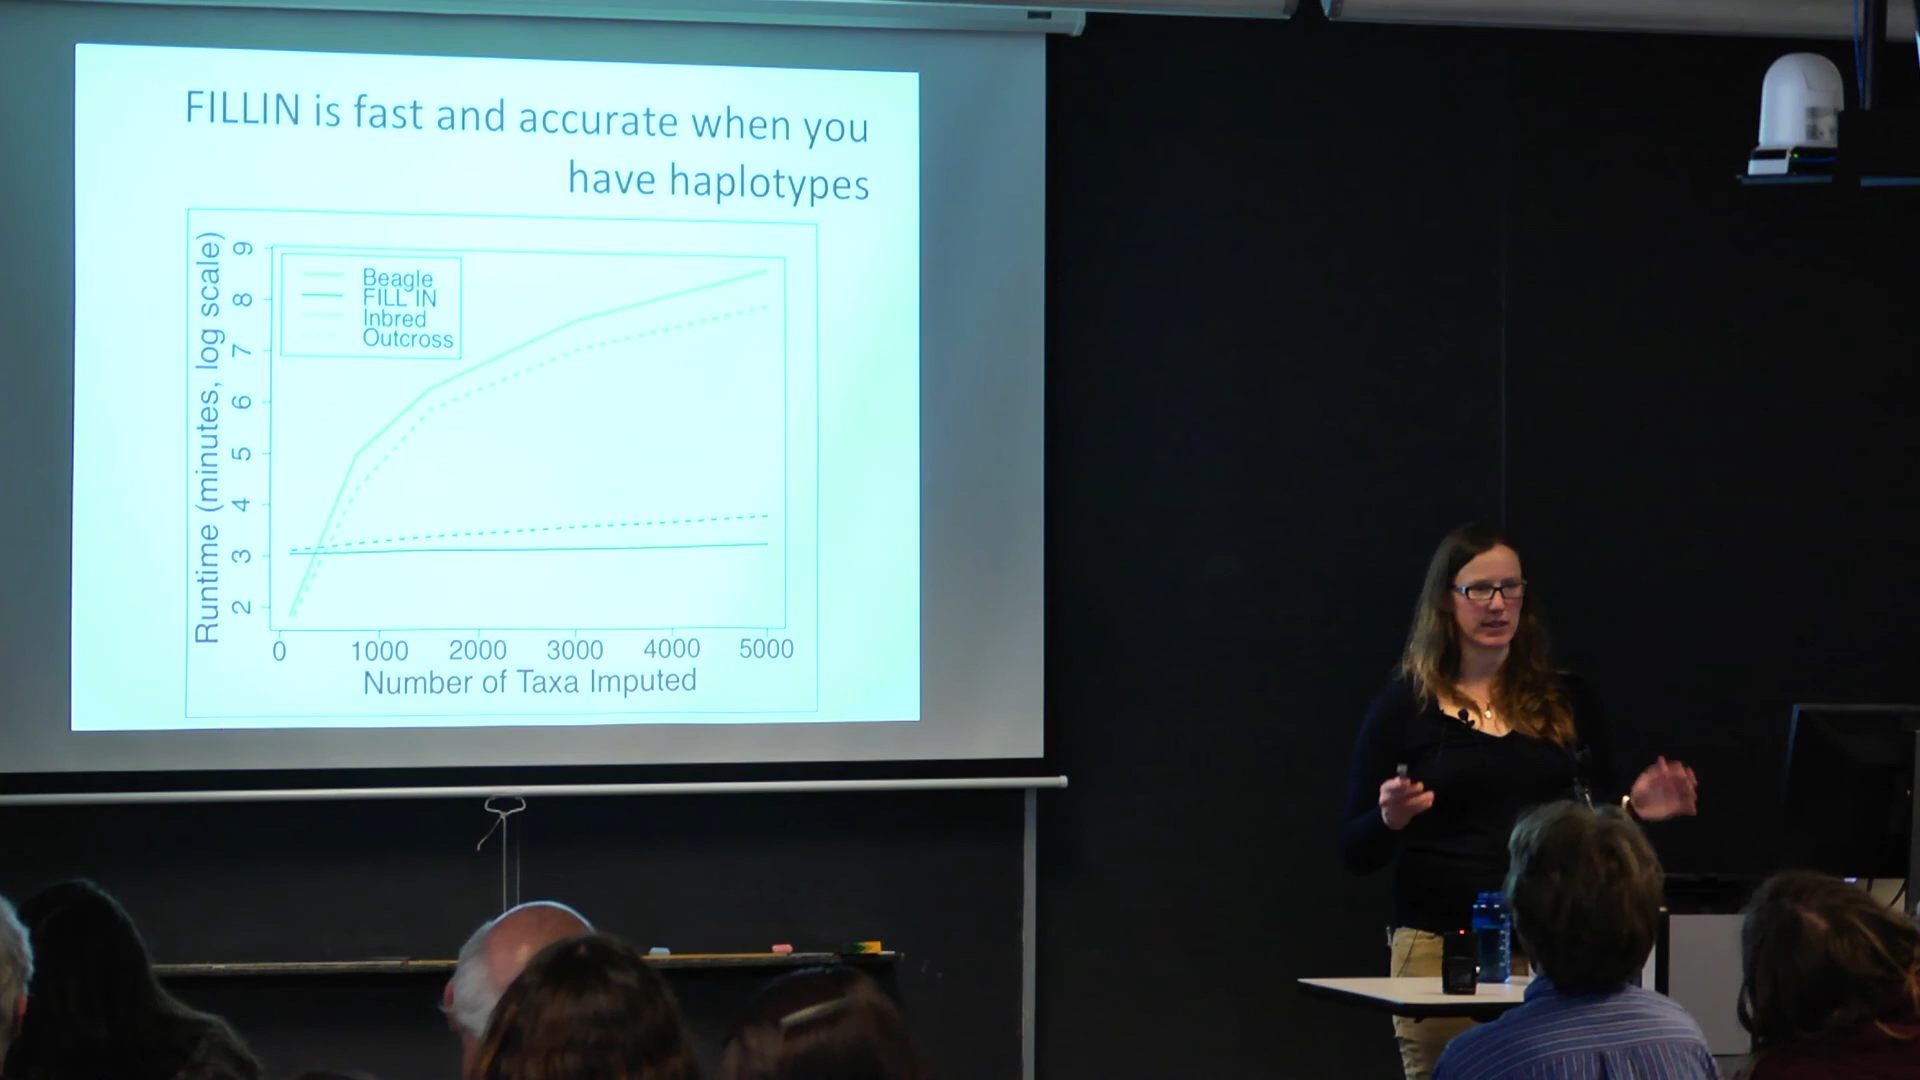 FILLIN is fast and accurate when you
have haplotypes
Runtime (minutes, log scale)
9
8
7
6
5
4
3
2
Beagle
FILL IN
Inbred
Outcross
0 1000 2000 3000 4000 5000
Number of Taxa Imputed